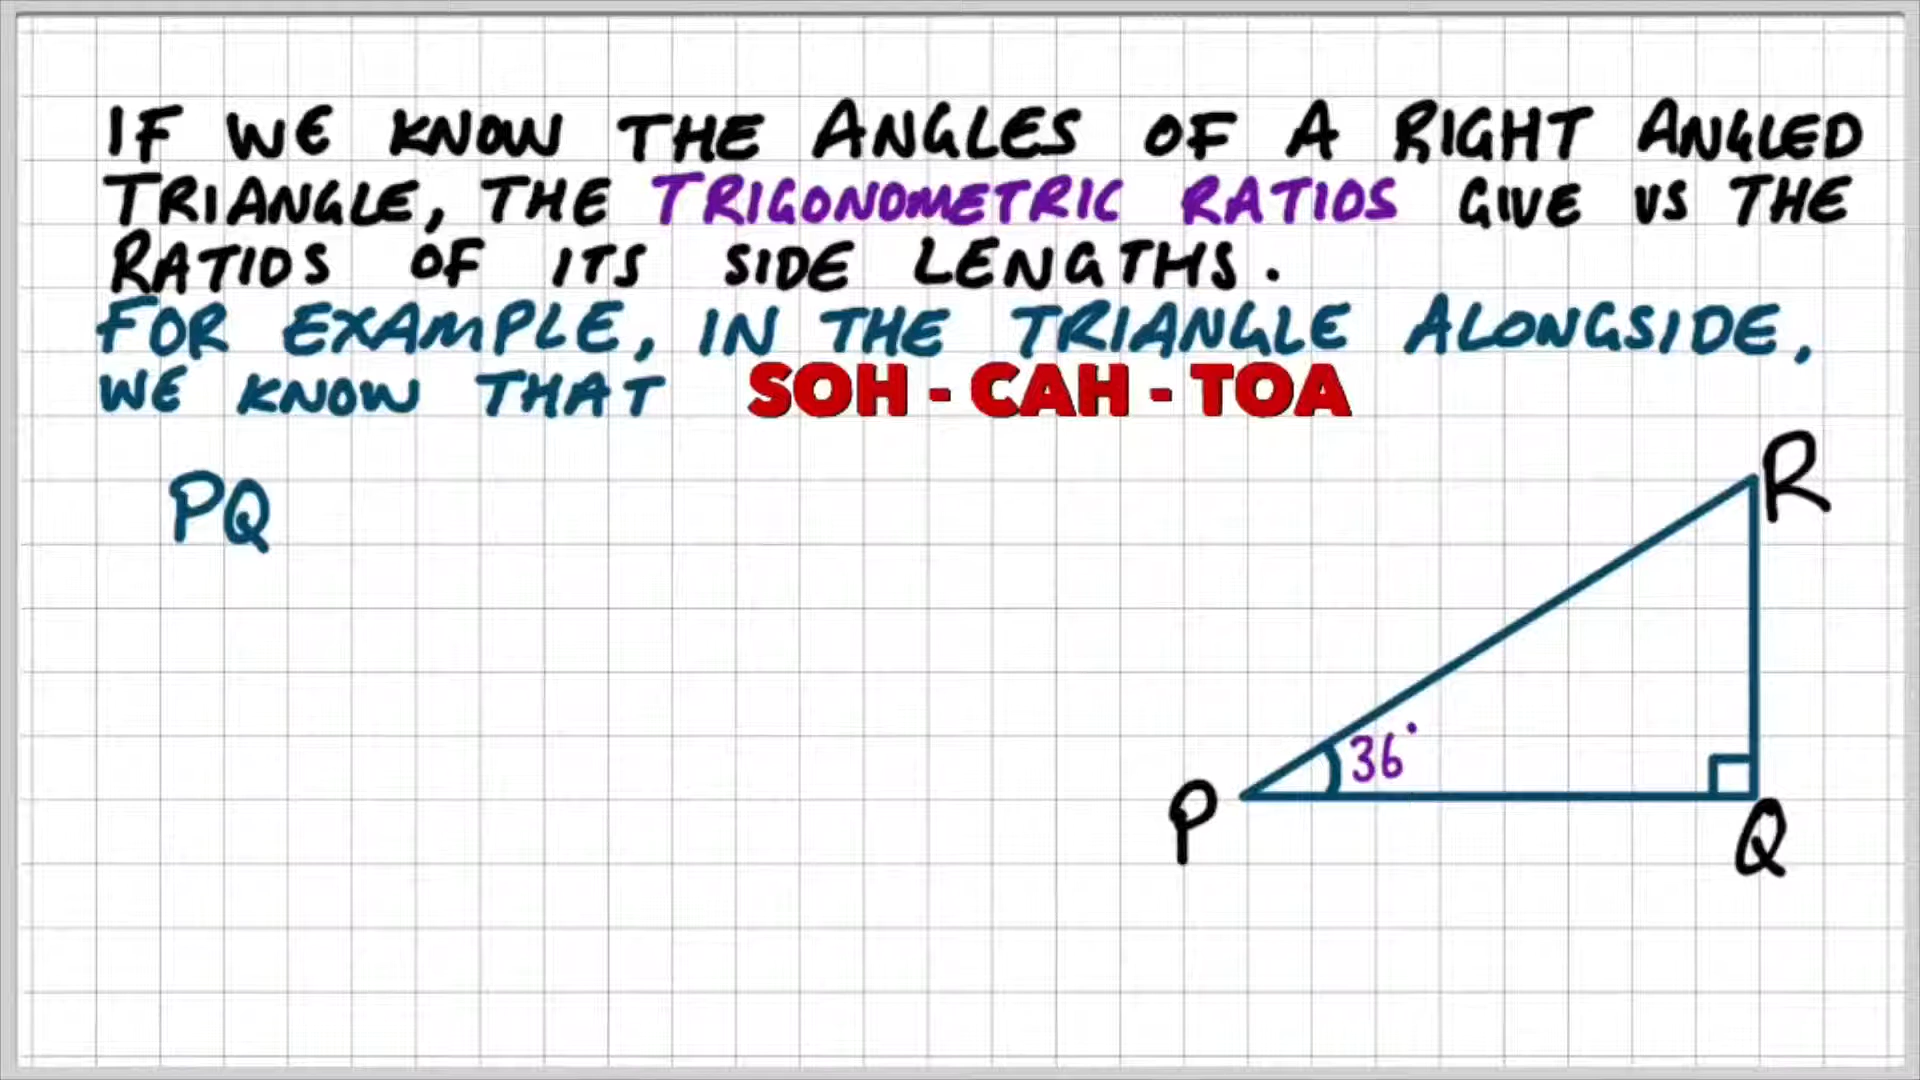 IF WE KNOW THE ANGLES OF A RIGHT ANGLED
TRIANGLE, THE TRIGONOMETRIC RATIOS GIVE US THE
RATIOS OF ITS SIDE LENGTHS.
FOR EXAMPLE, IN THE TRIANGLE ALONGSIDE,
WE KNOW THAT SOH - CAH - TOA
PQ
R
36°
P
Q